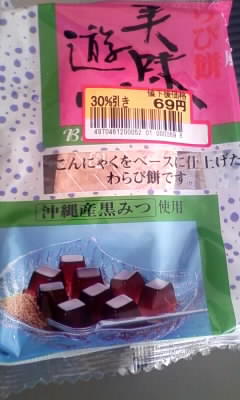 らび餅
美味
遊
値下後価格
30%引き 69円
B.
こんにゃくをベースに仕上げた
わらび餅です。
沖縄産黒みつ使用